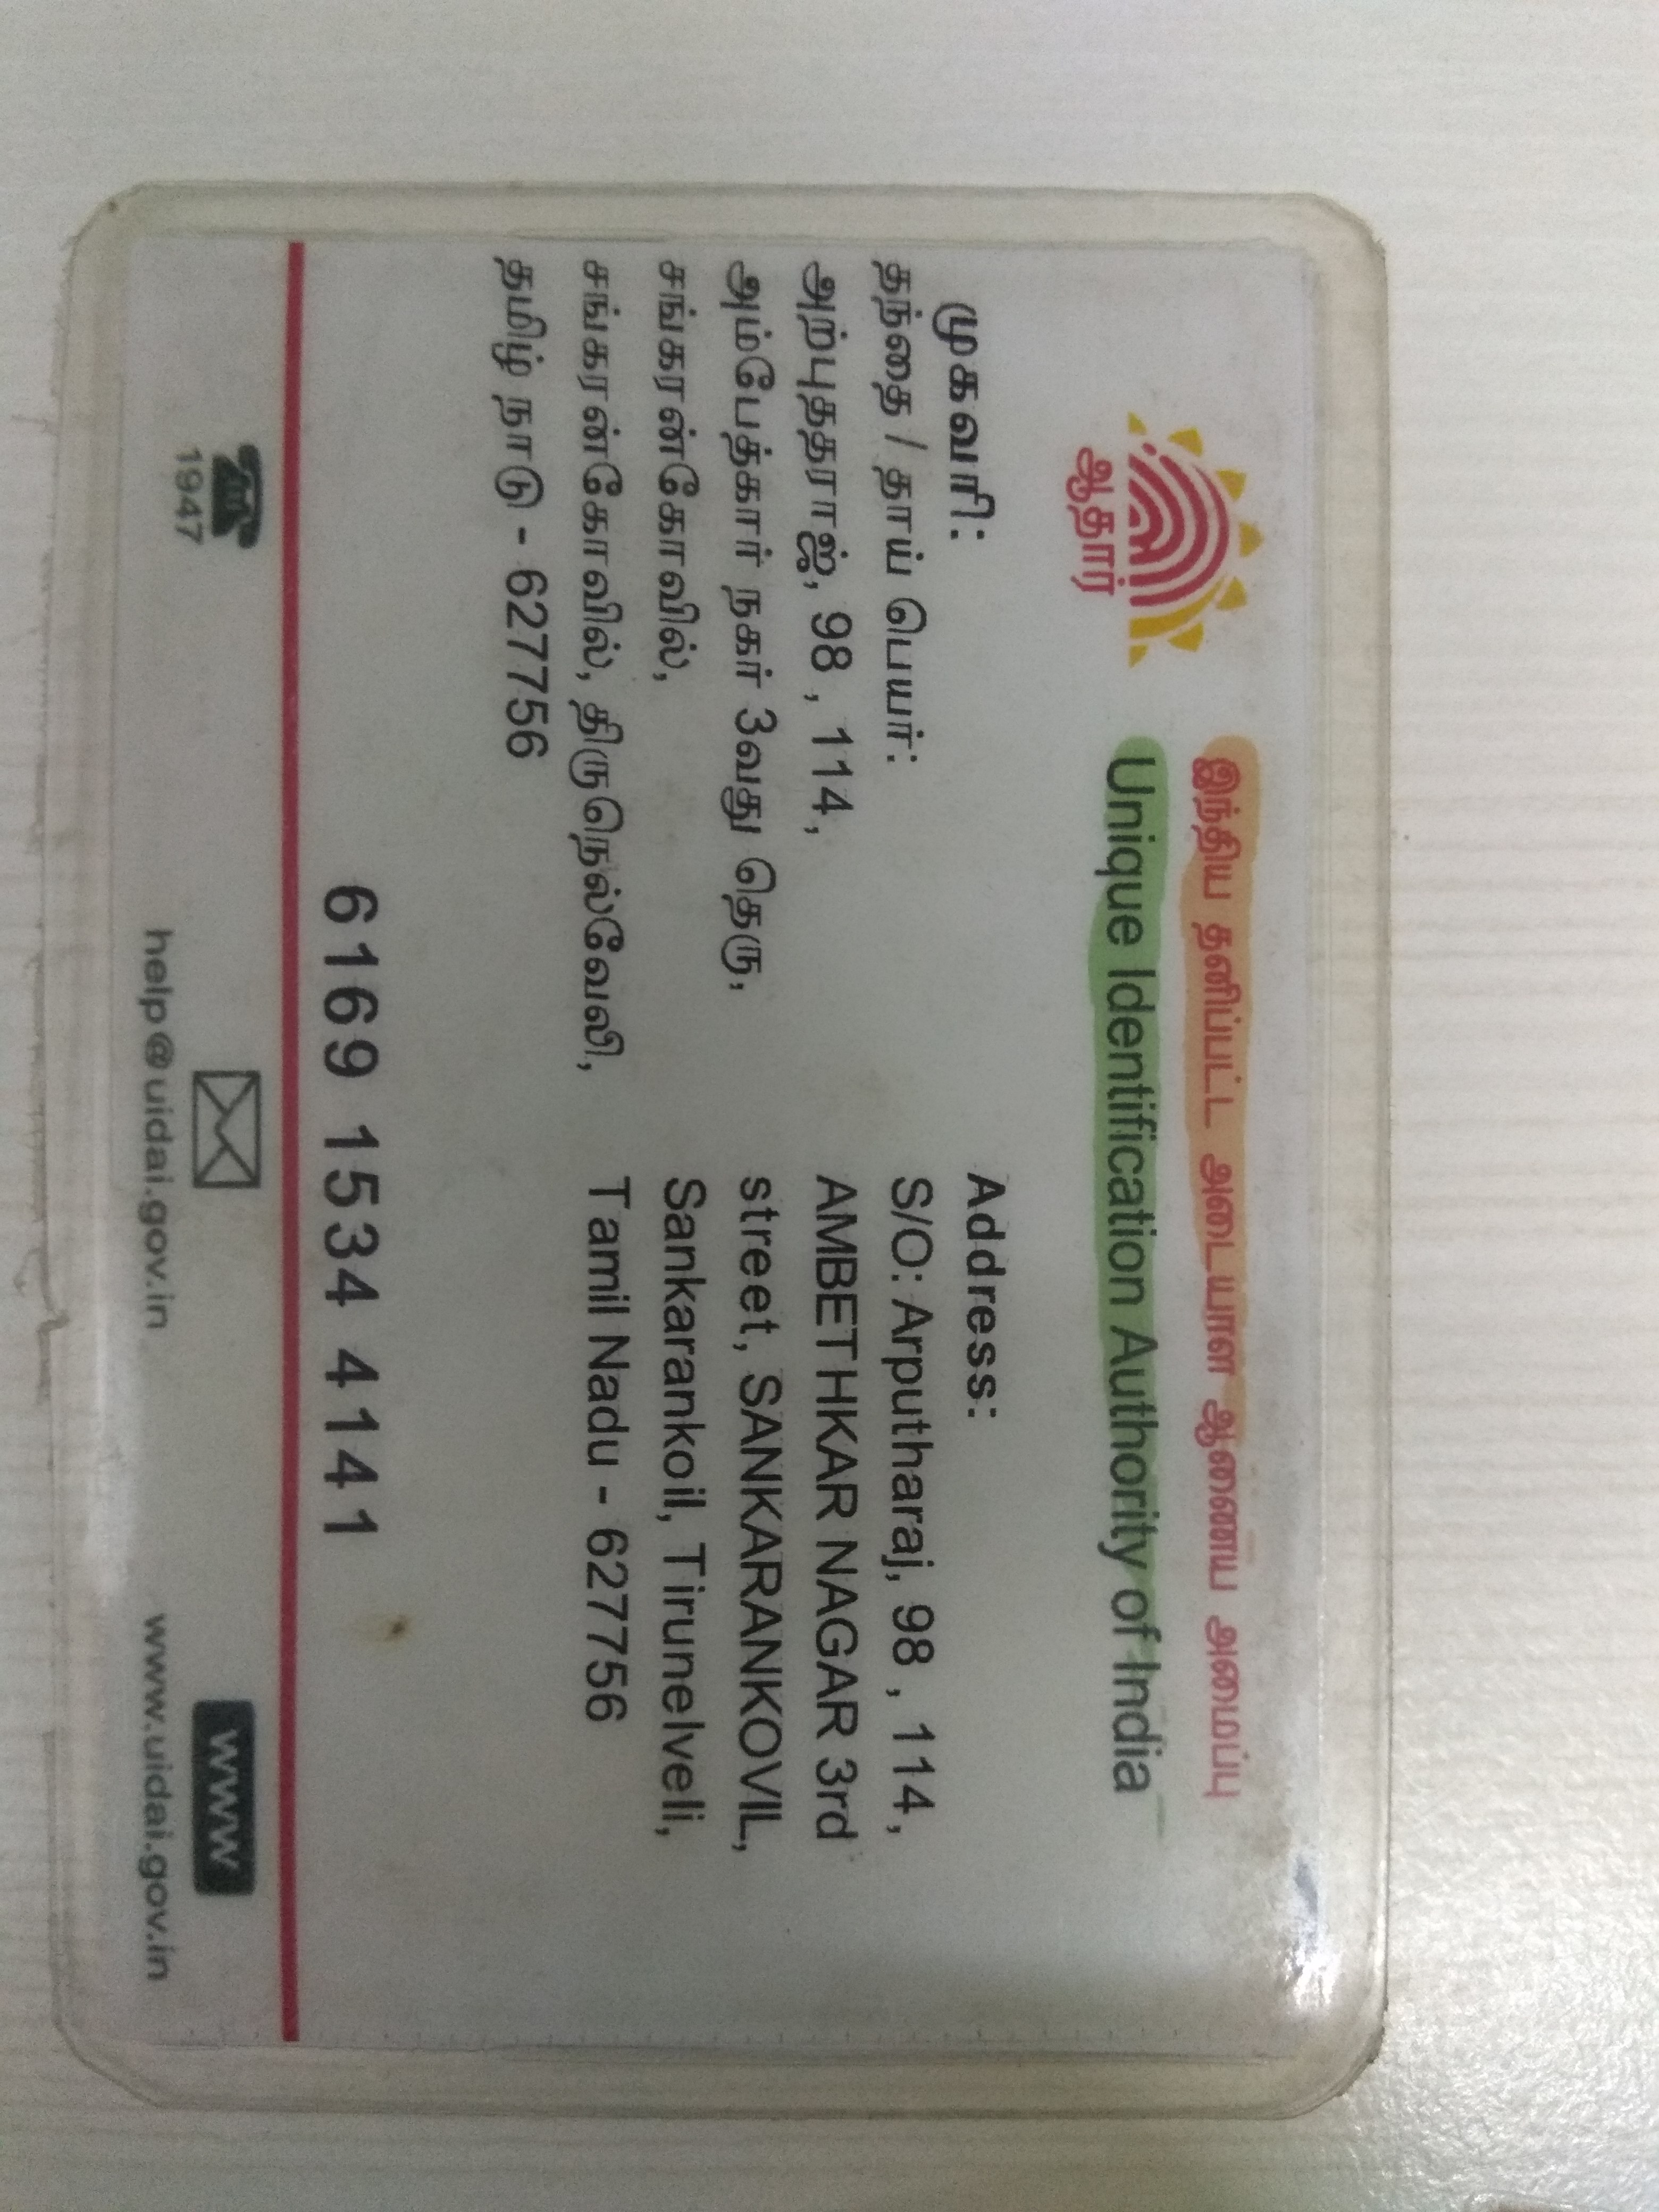 இந்திய தனிப்பட்ட அடையாள ஆணைய அமைப்பு
Unique Identification Authority of India
ஆதார்
முகவரி:
தந்தை / தாய் பெயர்:
அற்புதராஜ், 98 , 114,
அம்பேத்கார் நகர் 3வது தெரு,
சங்கரன்கோவில்,
சங்கரன்கோவில், திருநெல்வேலி,
தமிழ் நாடு - 627756
Address:
S/O: Arputharaj, 98 , 114,
AMBETHKAR NAGAR 3rd
street, SANKARANKOVIL,
Sankarankoil, Tirunelveli,
Tamil Nadu - 627756
6169 1534 4141
1947
help@uidai.gov.in
www
www.uidai.gov.in